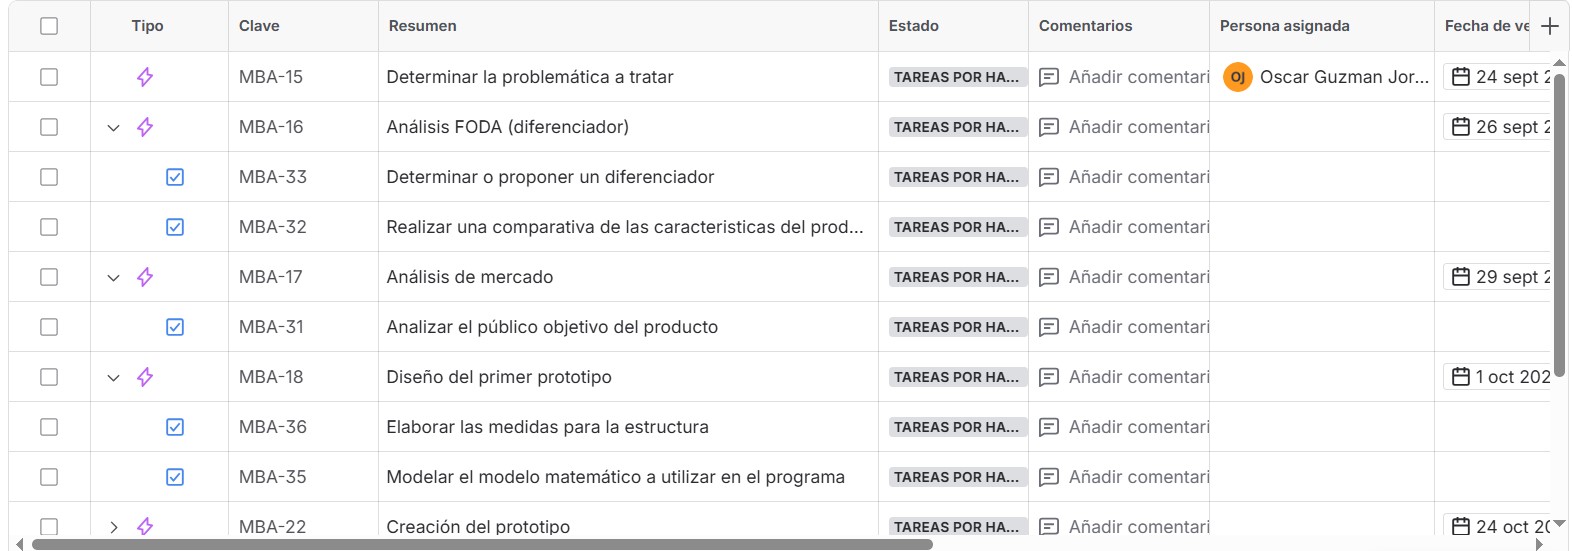 Tipo Clave Resumen Estado Comentarios Persona asignada Fecha de ve
MBA-15 Determinar la problemática a tratar TAREAS POR HA... Añadir comentari OJ Oscar Guzman Jor... 24 sept 2
MBA-16 Análisis FODA (diferenciador) TAREAS POR HA... Añadir comentari 26 sept 2
MBA-33 Determinar o proponer un diferenciador TAREAS POR HA... Añadir comentari
MBA-32 Realizar una comparativa de las caracteristicas del prod... TAREAS POR HA... Añadir comentari
MBA-17 Análisis de mercado TAREAS POR HA... Añadir comentari 29 sept 2
MBA-31 Analizar el público objetivo del producto TAREAS POR HA... Añadir comentari
MBA-18 Diseño del primer prototipo TAREAS POR HA... Añadir comentari 1 oct 202
MBA-36 Elaborar las medidas para la estructura TAREAS POR HA... Añadir comentari
MBA-35 Modelar el modelo matemático a utilizar en el programa TAREAS POR HA... Añadir comentari
MBA-22 Creación del prototipo TAREAS POR HA... Añadir comentari 24 oct 20